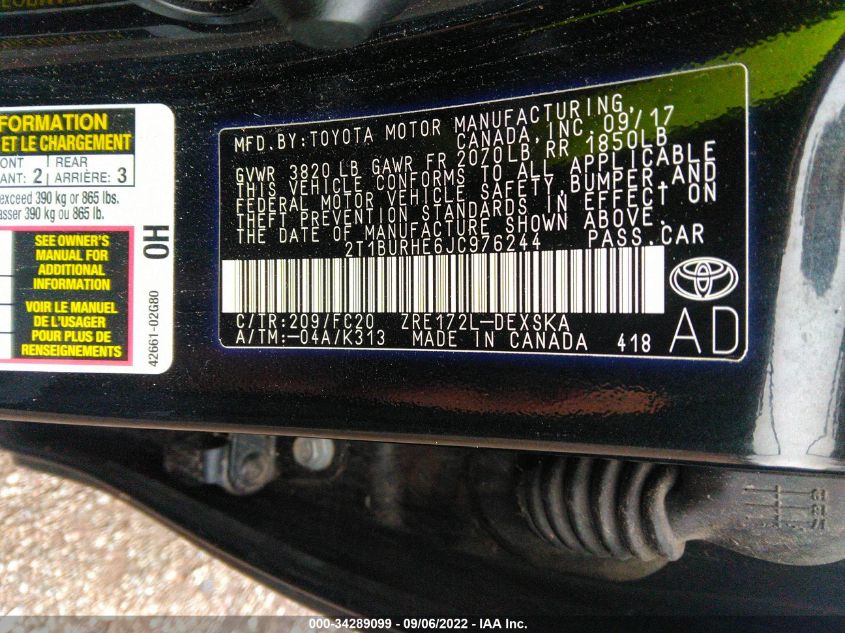 FORMATION
ET LE CHARGEMENT
ONT 2 REAR 3
ANT: ARRIÈRE:
exceed 390 kg or 865 lbs.
asser 390 kg ou 865 lb.
SEE OWNER'S
MANUAL FOR
ADDITIONAL
INFORMATION
VOIR LE MANUEL
DE L'USAGER
POUR PLUS DE
RENSEIGNEMENTS
0H
42661-02G80
MFD.BY:TOYOTA MOTOR MANUFACTURING,
CANADA,INC.09/17
GVWR 3820 LB GAWR FR 2070LB RR 1850LB
THIS VEHICLE CONFORMS TO ALL APPLICABLE
FEDERAL MOTOR VEHICLE SAFETY,BUMPER,AND
THEFT PREVENTION STANDARDS IN EFFECT ON
THE DATE OF MANUFACTURE SHOWN ABOVE.
2T1BURHE6JC976244 PASS.CAR
C/TR:209/FC20 ZRE172L-DEXSKA
A/TM:-04A/K313 MADE IN CANADA 418
AD
000-34289099 - 09/06/2022 - IAA Inc.